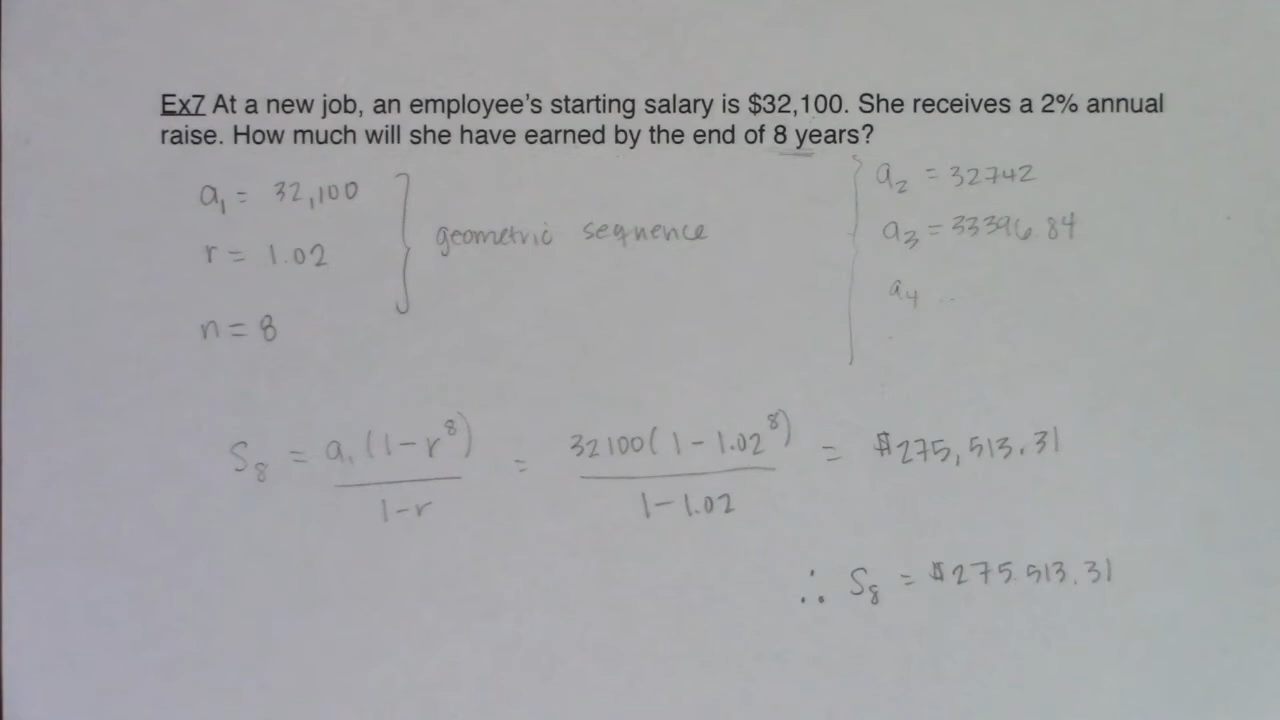 Ex7 At a new job, an employee's starting salary is $32,100. She receives a 2% annual
raise. How much will she have earned by the end of 8 years?
a₁ = 32,100
r = 1.02
n = 8
geometric sequence
a₂ = 32742
a₃ = 33396.84
a₄ ...
S₈ = a₁(1-r⁸) / 1-r = 32100(1-1.02⁸) / 1-1.02 = $275,513.31
∴ S₈ = $275.513.31